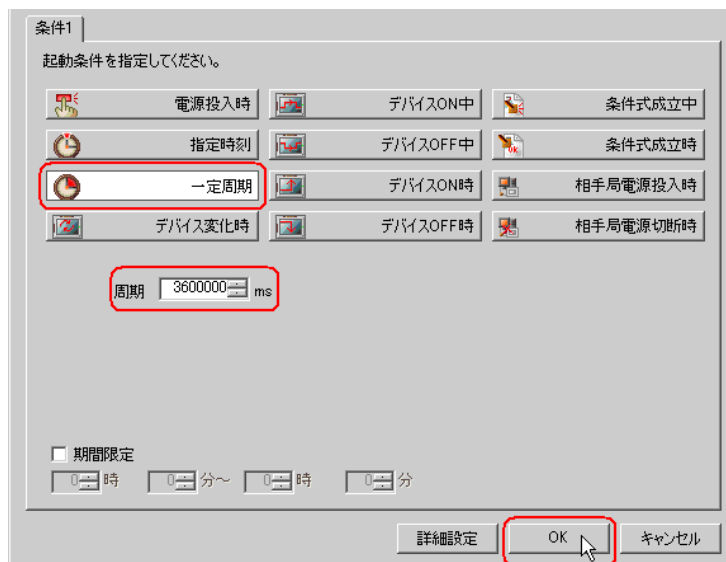 条件1
起動条件を指定してください。
電源投入時 デバイスON中 条件式成立中
指定時刻 デバイスOFF中 条件式成立時
一定周期 デバイスON時 相手局電源投入時
デバイス変化時 デバイスOFF時 相手局電源切断時
周期 3600000 ms
期間限定
0 時 0 分～ 0 時 0 分
詳細設定 OK キャンセル